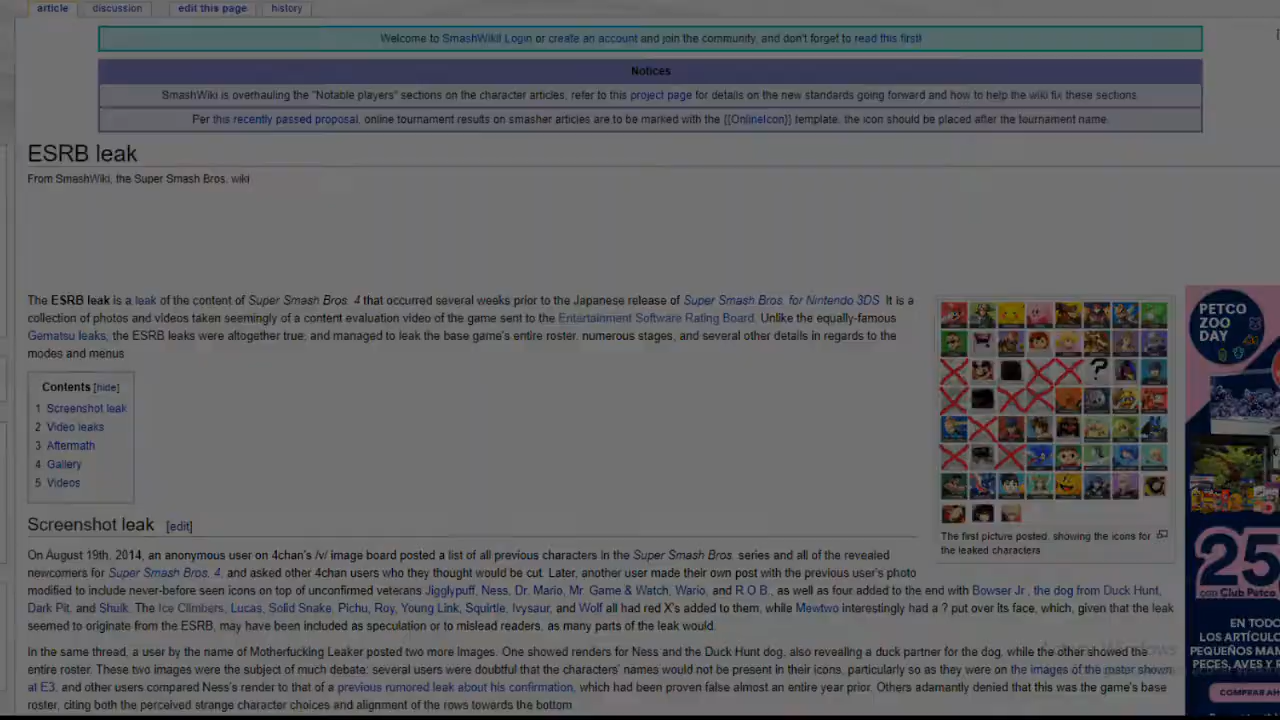 article discussion edit this page history
Welcome to SmashWiki! Login or create an account and join the community, and don't forget to read this first!
Notices
SmashWiki is overhauling the "Notable players" sections on the character articles, refer to this project page for details on the new standards going forward and how to help the wiki fix these sections.
Per this recently passed proposal, online tournament results on smasher articles are to be marked with the {{OnlineIcon}} template, the icon should be placed after the tournament name.
ESRB leak
From SmashWiki, the Super Smash Bros. wiki
The ESRB leak is a leak of the content of Super Smash Bros. 4 that occurred several weeks prior to the Japanese release of Super Smash Bros. for Nintendo 3DS. It is a
collection of photos and videos taken seemingly of a content evaluation video of the game sent to the Entertainment Software Rating Board. Unlike the equally-famous
Gematsu leaks, the ESRB leaks were altogether true, and managed to leak the base game's entire roster, numerous stages, and several other details in regards to the
modes and menus
Contents [hide]
1 Screenshot leak
2 Video leaks
3 Aftermath
4 Gallery
5 Videos
The first picture posted, showing the icons for
the leaked characters
Screenshot leak [edit]
On August 19th, 2014, an anonymous user on 4chan's /v/ image board posted a list of all previous characters in the Super Smash Bros. series and all of the revealed
newcomers for Super Smash Bros. 4, and asked other 4chan users who they thought would be cut. Later, another user made their own post with the previous user's photo
modified to include never-before seen icons on top of unconfirmed veterans Jigglypuff, Ness, Dr. Mario, Mr. Game & Watch, Wario, and R.O.B., as well as four added to the end with Bowser Jr., the dog from Duck Hunt,
Dark Pit, and Shulk. The Ice Climbers, Lucas, Solid Snake, Pichu, Roy, Young Link, Squirtle, Ivysaur, and Wolf all had red X's added to them, while Mewtwo interestingly had a ? put over its face, which, given that the leak
seemed to originate from the ESRB, may have been included as speculation or to mislead readers, as many parts of the leak would.
In the same thread, a user by the name of Motherfucking Leaker posted two more images. One showed renders for Ness and the Duck Hunt dog, also revealing a duck partner for the dog, while the other showed the
entire roster. These two images were the subject of much debate: several users were doubtful that the characters' names would not be present in their icons, particularly so as they were on the images of the roster shown
at E3, and other users compared Ness's render to that of a previous rumored leak about his confirmation, which had been proven false almost an entire year prior. Others adamantly denied that this was the game's base
roster, citing both the perceived strange character choices and alignment of the rows towards the bottom
PETCO
ZOO
DAY
25
con Club Petco
EN TODO
LOS ARTÍCULO
PEQUEÑOS MAM
PECES, AVES Y R
COMPRAR AH